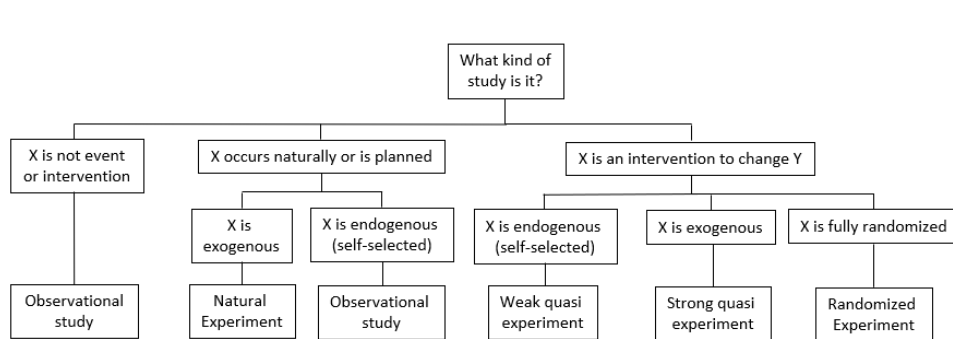 What kind of
study is it?
X is not event
or intervention
X occurs naturally or is planned
X is an intervention to change Y
X is
exogenous
X is endogenous
(self-selected)
X is endogenous
(self-selected)
X is exogenous
X is fully randomized
Observational
study
Natural
Experiment
Observational
study
Weak quasi
experiment
Strong quasi
experiment
Randomized
Experiment